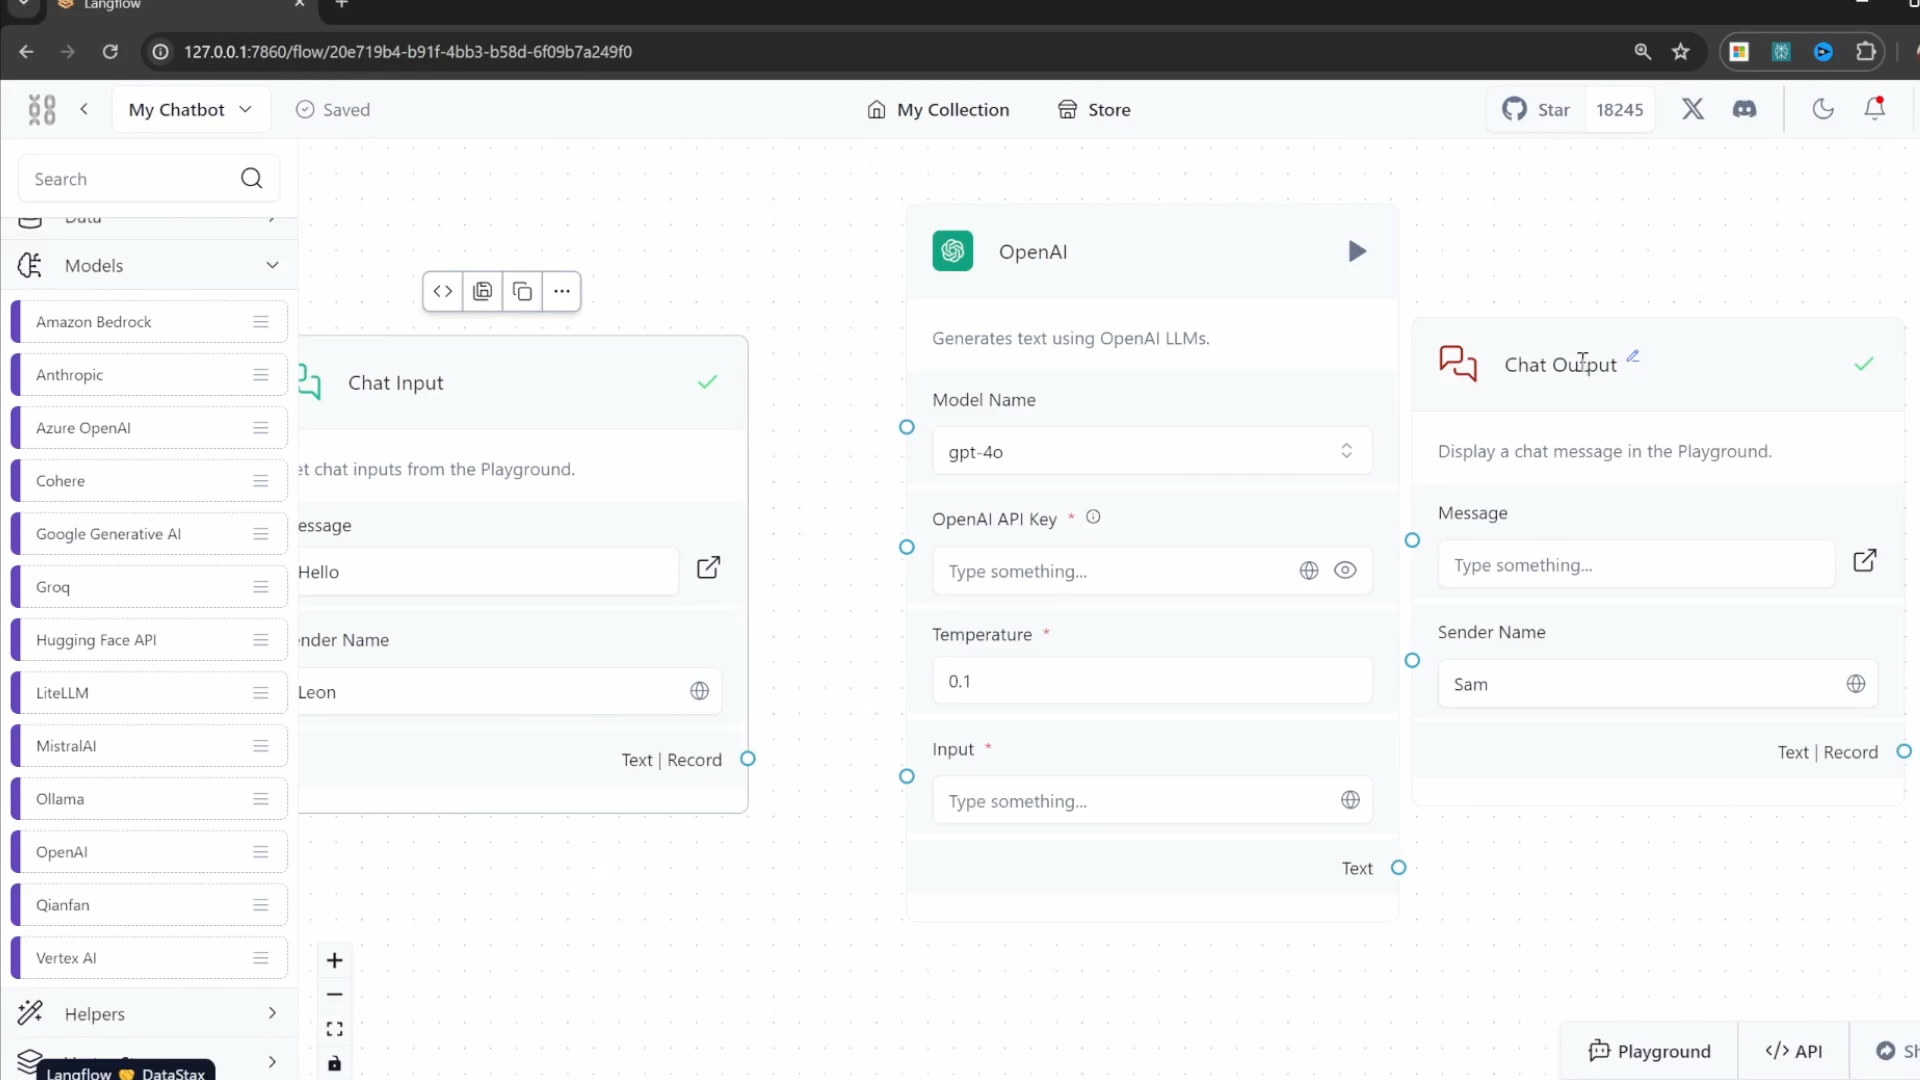 Langflow
127.0.0.1:7860/flow/20e719b4-b91f-4bb3-b58d-6f09b7a249f0
My Chatbot
Saved
My Collection
Store
Star
18245
Search
Data
Models
Amazon Bedrock
Anthropic
Azure OpenAI
Cohere
Google Generative AI
Groq
Hugging Face API
LiteLLM
MistralAI
Ollama
OpenAI
Qianfan
Vertex AI
Helpers
Langflow 🤝 DataStax
Chat Input
et chat inputs from the Playground.
essage
Hello
ender Name
Leon
Text | Record
OpenAI
Generates text using OpenAI LLMs.
Model Name
gpt-4o
OpenAI API Key *
Type something...
Temperature *
0.1
Input *
Type something...
Text
Chat Output
Display a chat message in the Playground.
Message
Type something...
Sender Name
Sam
Text | Record
Playground
</> API
Sh